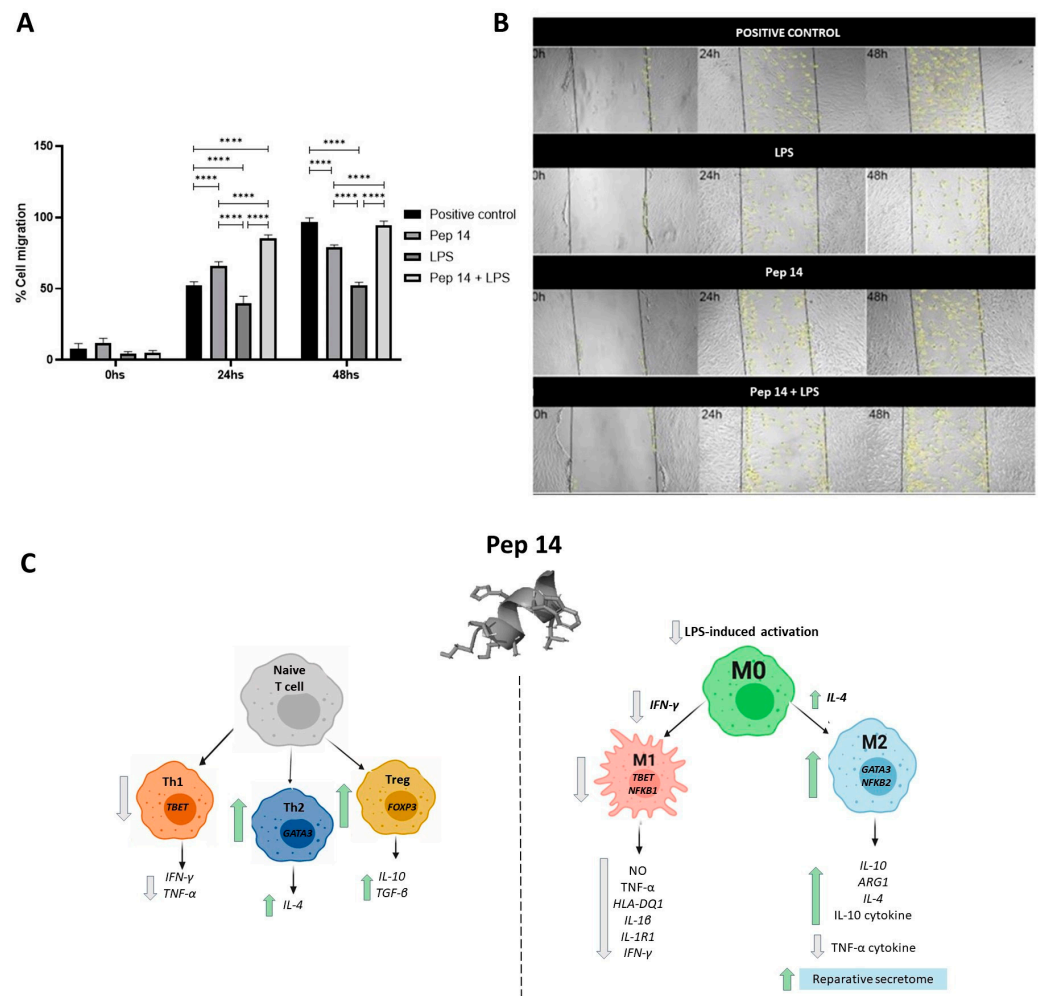 A
B
150
100
50
0
% Cell migration
0hs
24hs
48hs
****
****
****
****
****
****
****
****
****
****
****
Positive control
Pep 14
LPS
Pep 14 + LPS
POSITIVE CONTROL
0h
24h
48h
LPS
0h
24h
48h
Pep 14
0h
24h
48h
Pep 14 + LPS
0h
24h
48h
C
Pep 14
Naive
T cell
Th1
TBET
Th2
GATA3
Treg
FOXP3
IFN-γ
TNF-α
IL-4
IL-10
TGF-β
LPS-induced activation
M0
IFN-γ
IL-4
M1
TBET
NFKB1
M2
GATA3
NFKB2
NO
TNF-α
HLA-DQ1
IL-1β
IL-1R1
IFN-γ
IL-10
ARG1
IL-4
IL-10 cytokine
TNF-α cytokine
Reparative secretome